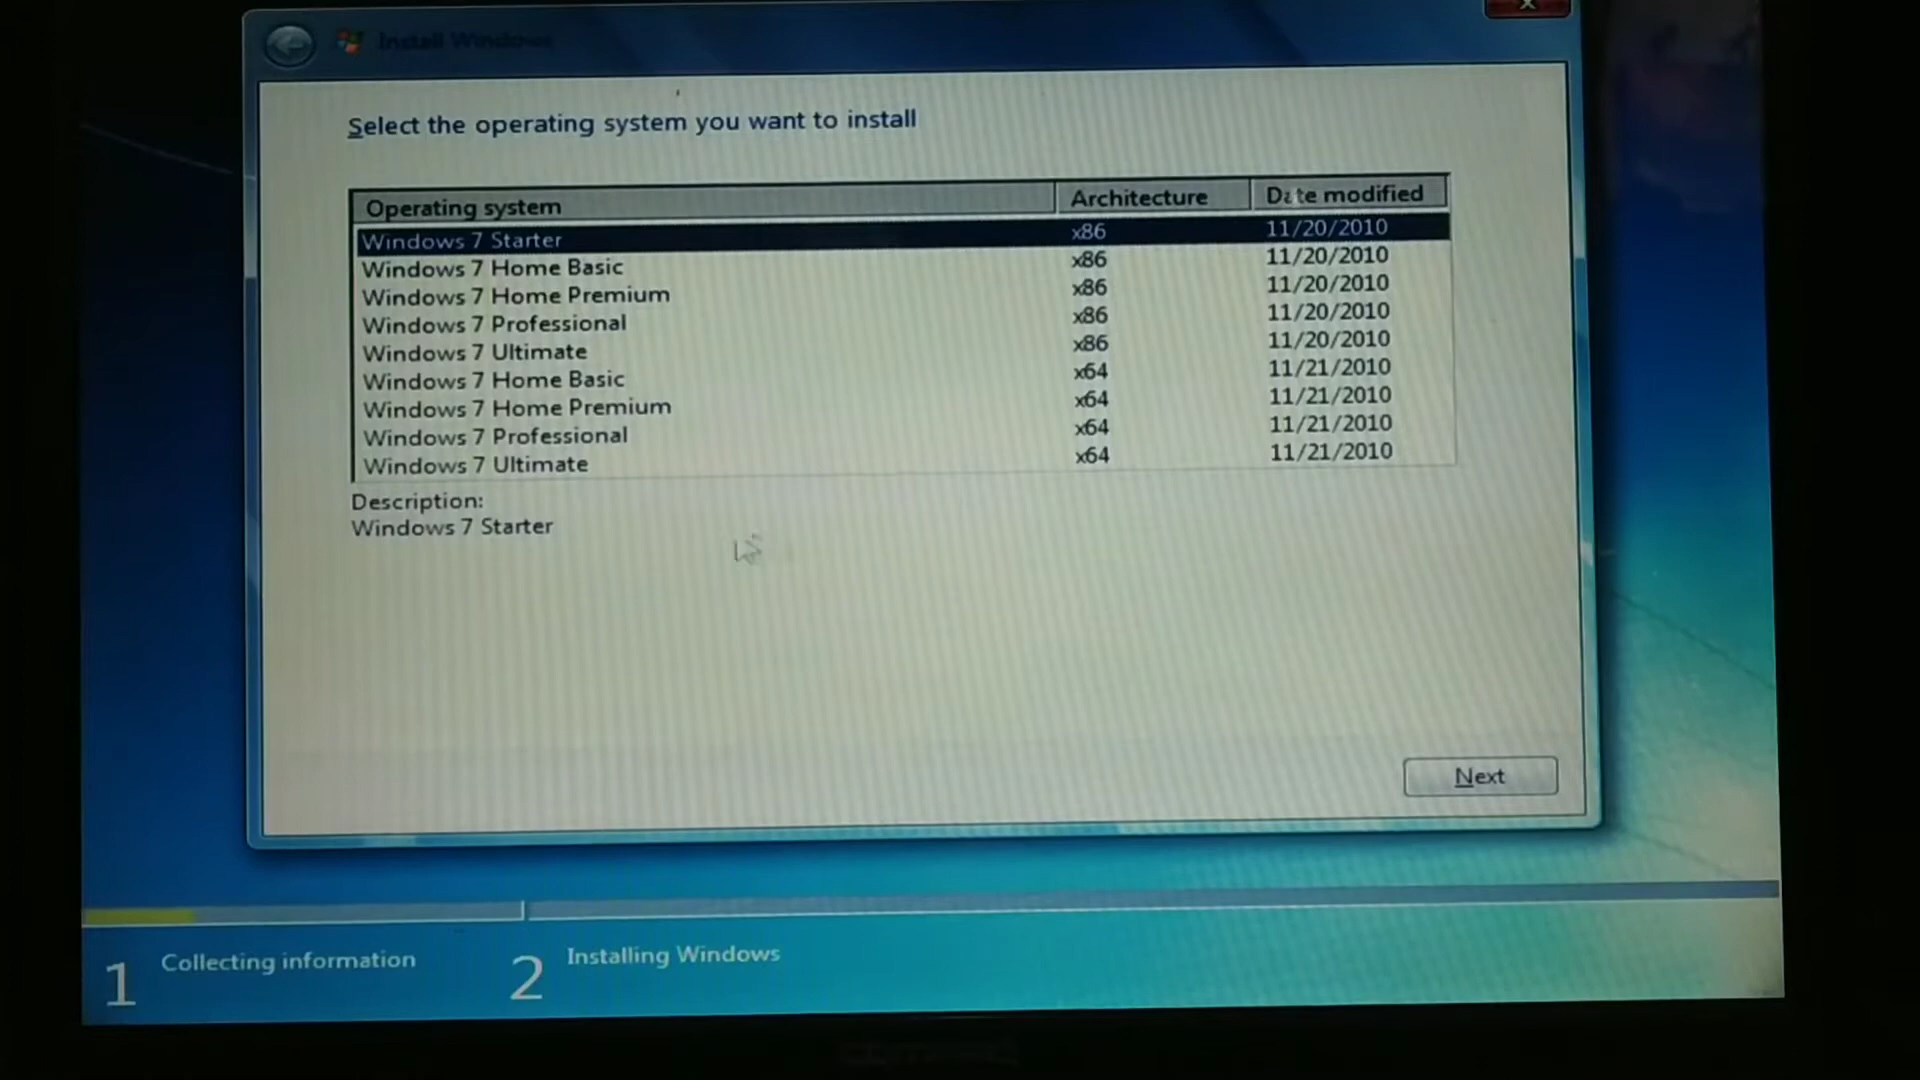 Install Windows
Select the operating system you want to install
Operating system Architecture Date modified
Windows 7 Starter x86 11/20/2010
Windows 7 Home Basic x86 11/20/2010
Windows 7 Home Premium x86 11/20/2010
Windows 7 Professional x86 11/20/2010
Windows 7 Ultimate x86 11/20/2010
Windows 7 Home Basic x64 11/21/2010
Windows 7 Home Premium x64 11/21/2010
Windows 7 Professional x64 11/21/2010
Windows 7 Ultimate x64 11/21/2010
Description:
Windows 7 Starter
Next
1 Collecting information 2 Installing Windows